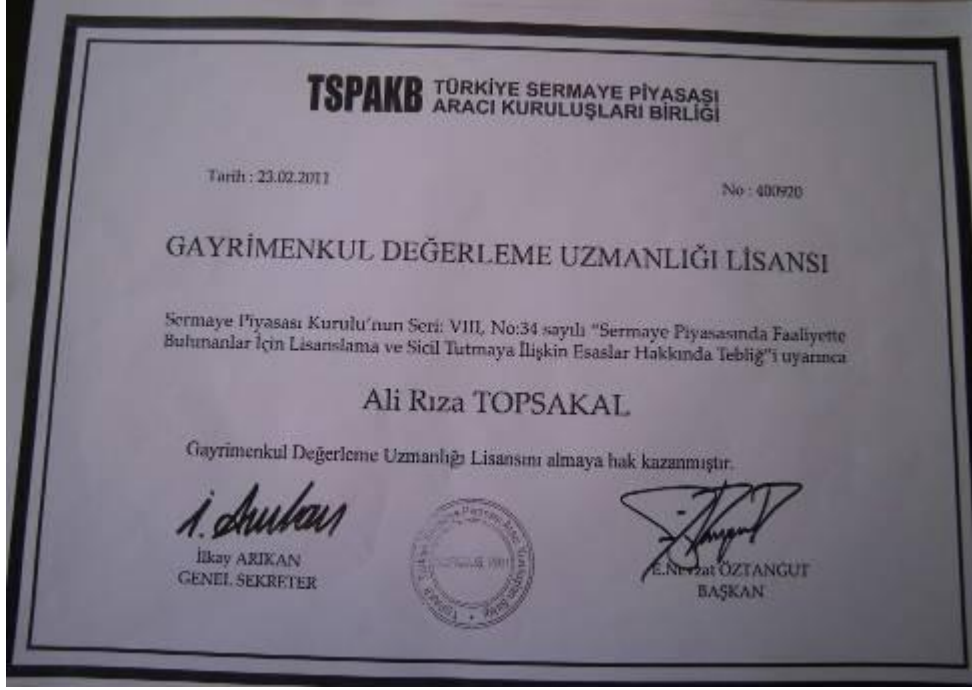 TSPAKB TÜRKİYE SERMAYE PİYASASI
ARACI KURULUŞLARI BİRLİĞİ
Tarih : 23.02.2011
No : 400920
GAYRİMENKUL DEĞERLEME UZMANLIĞI LİSANSI
Sermaye Piyasası Kurulu'nun Seri: VIII, No:34 sayılı "Sermaye Piyasasında Faaliyette
Bulunanlar İçin Lisanslama ve Sicil Tutmaya İlişkin Esaslar Hakkında Tebliğ"i uyarınca
Ali Rıza TOPSAKAL
Gayrimenkul Değerleme Uzmanlığı Lisansını almaya hak kazanmıştır.
İlkay ARIKAN
GENEL SEKRETER
E.Nevzat ÖZTANGUT
BAŞKAN